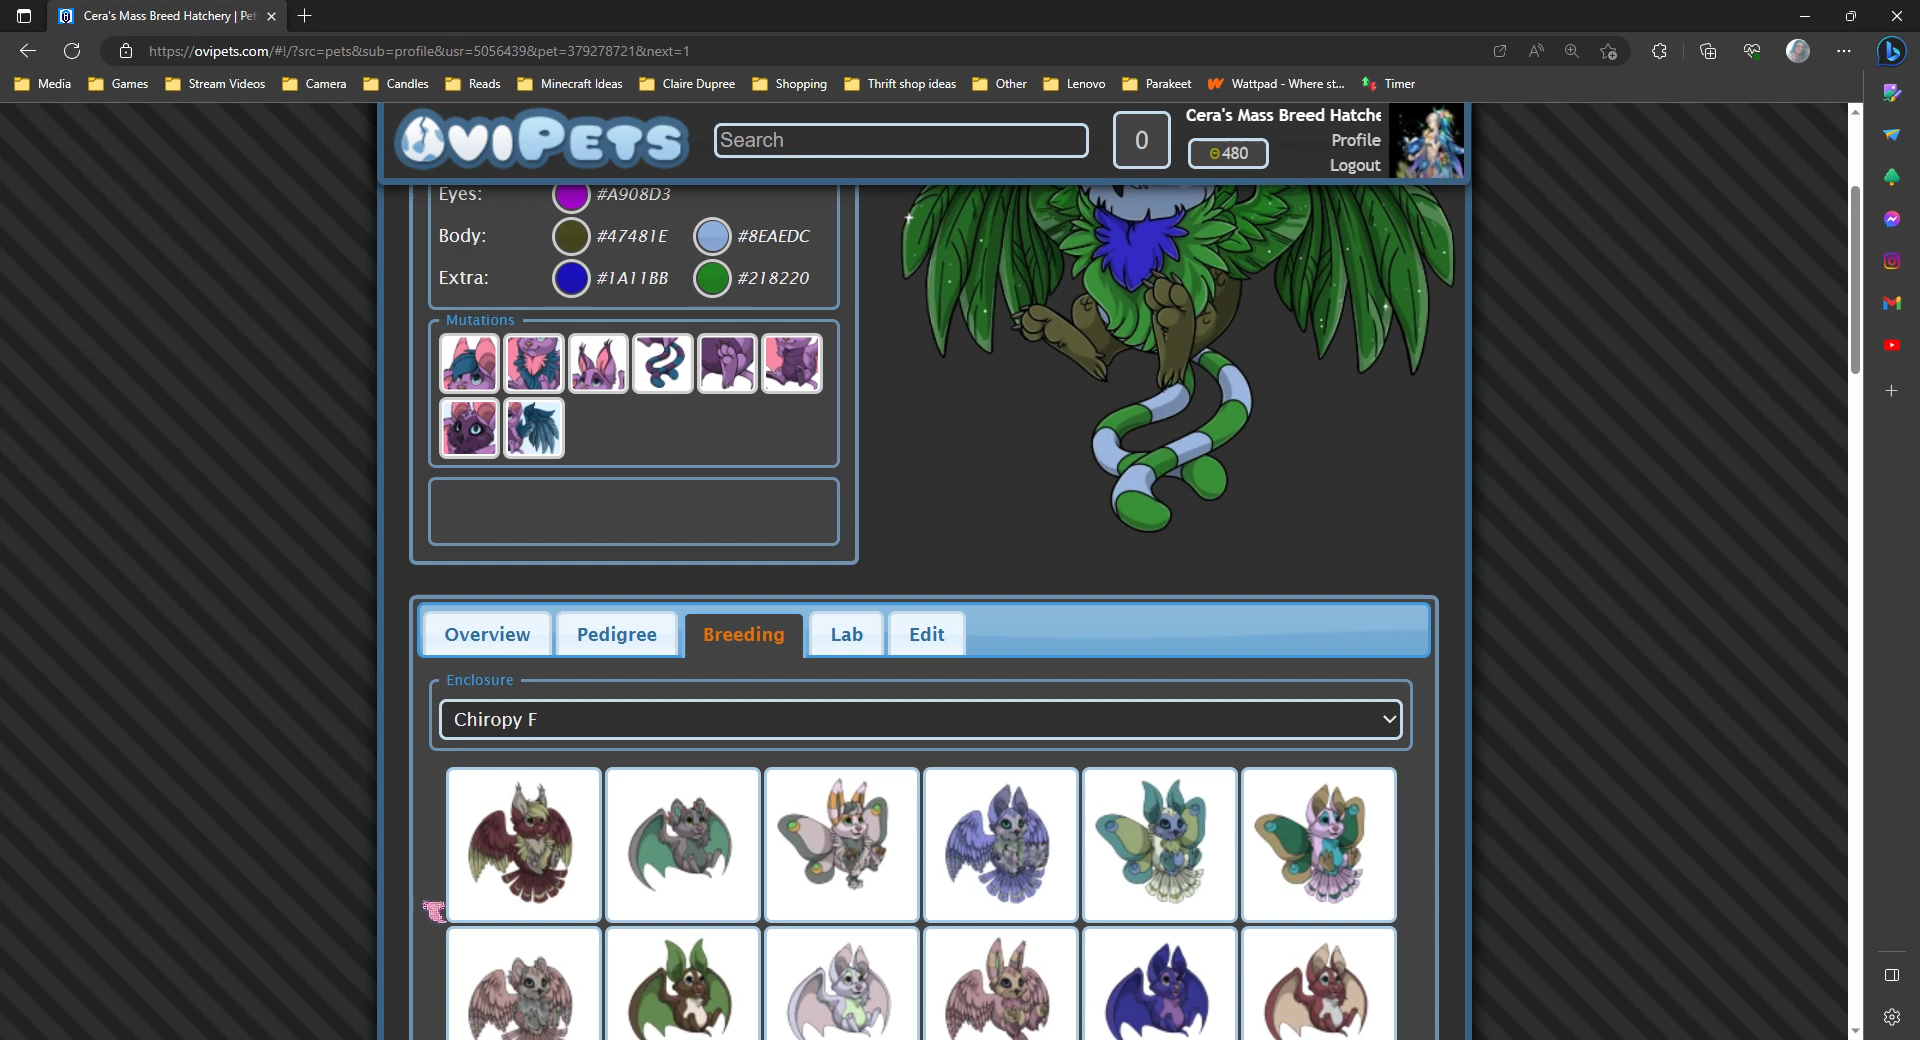 Cera's Mass Breed Hatchery | Pet
https://ovipets.com/#!/?src=pets&sub=profile&usr=5056439&pet=379278721&next=1
Media Games Stream Videos Camera Candles Reads Minecraft Ideas Claire Dupree Shopping Thrift shop ideas Other Lenovo Parakeet Wattpad - Where st... Timer
OviPets
Search
0
Cera's Mass Breed Hatche
480
Profile
Logout
Eyes: #A908D3
Body: #47481E #8EAEDC
Extra: #1A11BB #218220
Mutations
Overview Pedigree Breeding Lab Edit
Enclosure
Chiropy F